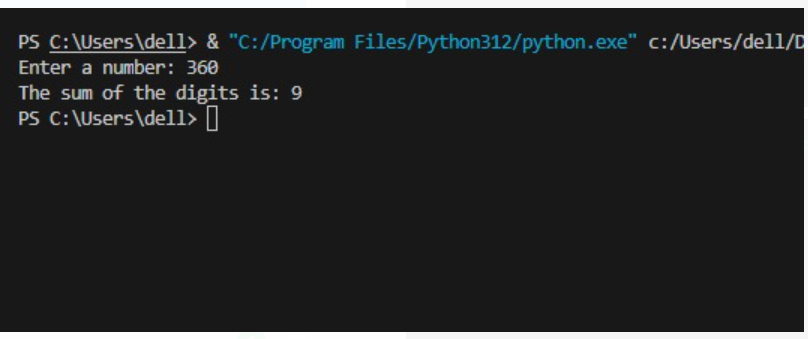 PS C:\Users\dell> & "C:/Program Files/Python312/python.exe" c:/Users/dell/D
Enter a number: 360
The sum of the digits is: 9
PS C:\Users\dell>